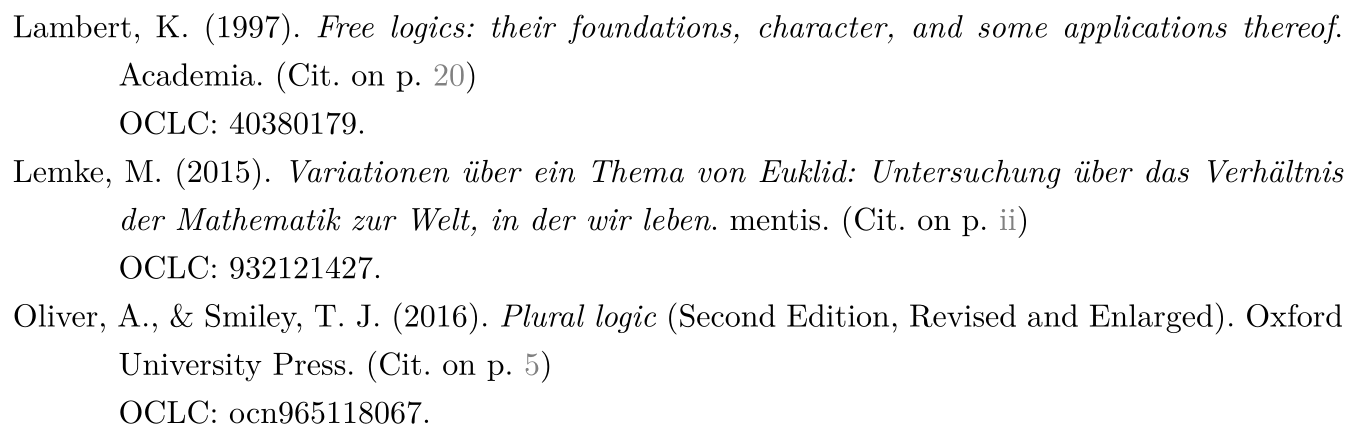 Lambert, K. (1997). Free logics: their foundations, character, and some applications thereof.
Academia. (Cit. on p. 20)
OCLC: 40380179.
Lemke, M. (2015). Variationen über ein Thema von Euklid: Untersuchung über das Verhältnis
der Mathematik zur Welt, in der wir leben. mentis. (Cit. on p. ii)
OCLC: 932121427.
Oliver, A., & Smiley, T. J. (2016). Plural logic (Second Edition, Revised and Enlarged). Oxford
University Press. (Cit. on p. 5)
OCLC: ocn965118067.